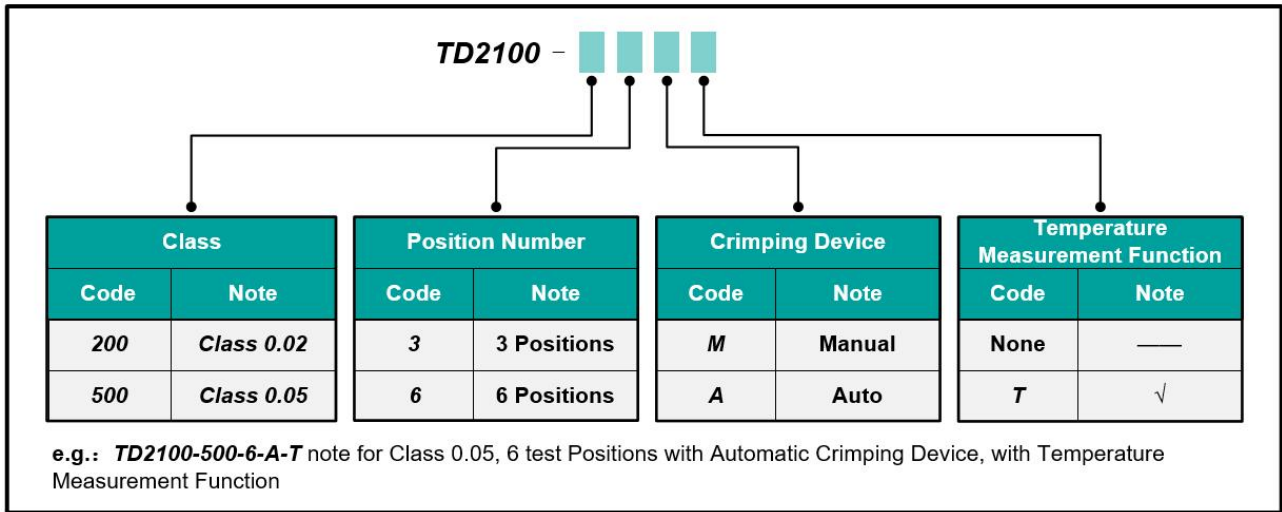 TD2100 -
Class
Code Note
200 Class 0.02
500 Class 0.05
Position Number
Code Note
3 3 Positions
6 6 Positions
Crimping Device
Code Note
M Manual
A Auto
Temperature
Measurement Function
Code Note
None ——
T √
e.g.: TD2100-500-6-A-T note for Class 0.05, 6 test Positions with Automatic Crimping Device, with Temperature
Measurement Function